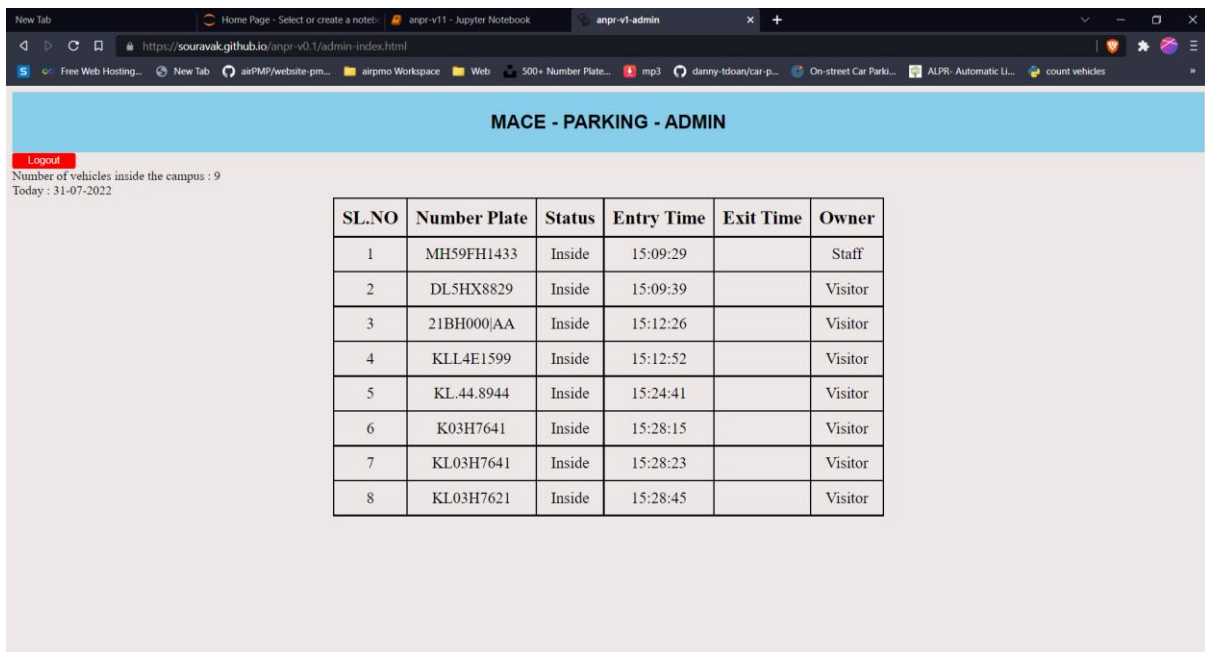 New Tab Home Page - Select or create a noteb anpr-v11 - Jupyter Notebook anpr-v1-admin
https://souravak.github.io/anpr-v0.1/admin-index.html
Free Web Hosting... New Tab airPMP/website-pm... airpmo Workspace Web 500+ Number Plate... mp3 danny-tdoan/car-p... On-street Car Parki... ALPR- Automatic Li... count vehicles »
MACE - PARKING - ADMIN
Logout
Number of vehicles inside the campus : 9
Today : 31-07-2022
SL.NO Number Plate Status Entry Time Exit Time Owner
1 MH59FH1433 Inside 15:09:29 Staff
2 DL5HX8829 Inside 15:09:39 Visitor
3 21BH000|AA Inside 15:12:26 Visitor
4 KLL4E1599 Inside 15:12:52 Visitor
5 KL.44.8944 Inside 15:24:41 Visitor
6 K03H7641 Inside 15:28:15 Visitor
7 KL03H7641 Inside 15:28:23 Visitor
8 KL03H7621 Inside 15:28:45 Visitor